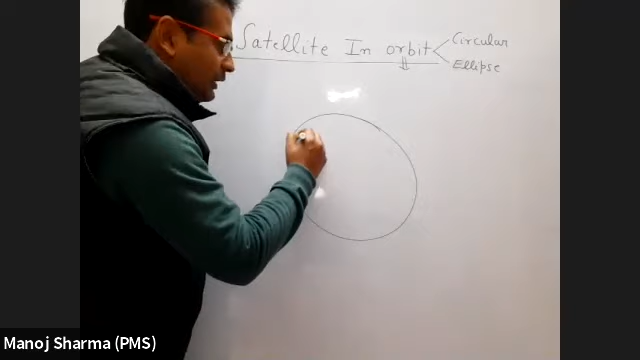 Satellite In orbit
Circular
Ellipse
Manoj Sharma (PMS)